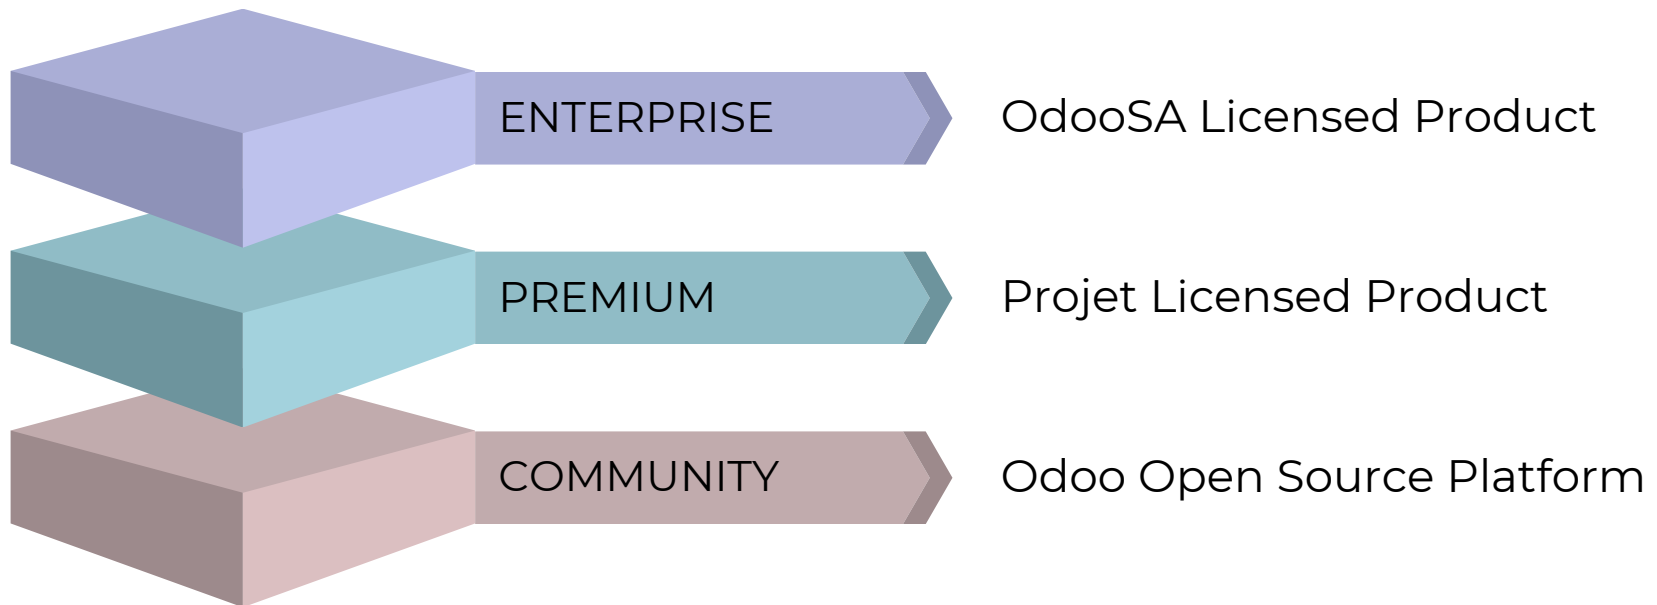 ENTERPRISE OdooSA Licensed Product
PREMIUM Projet Licensed Product
COMMUNITY Odoo Open Source Platform